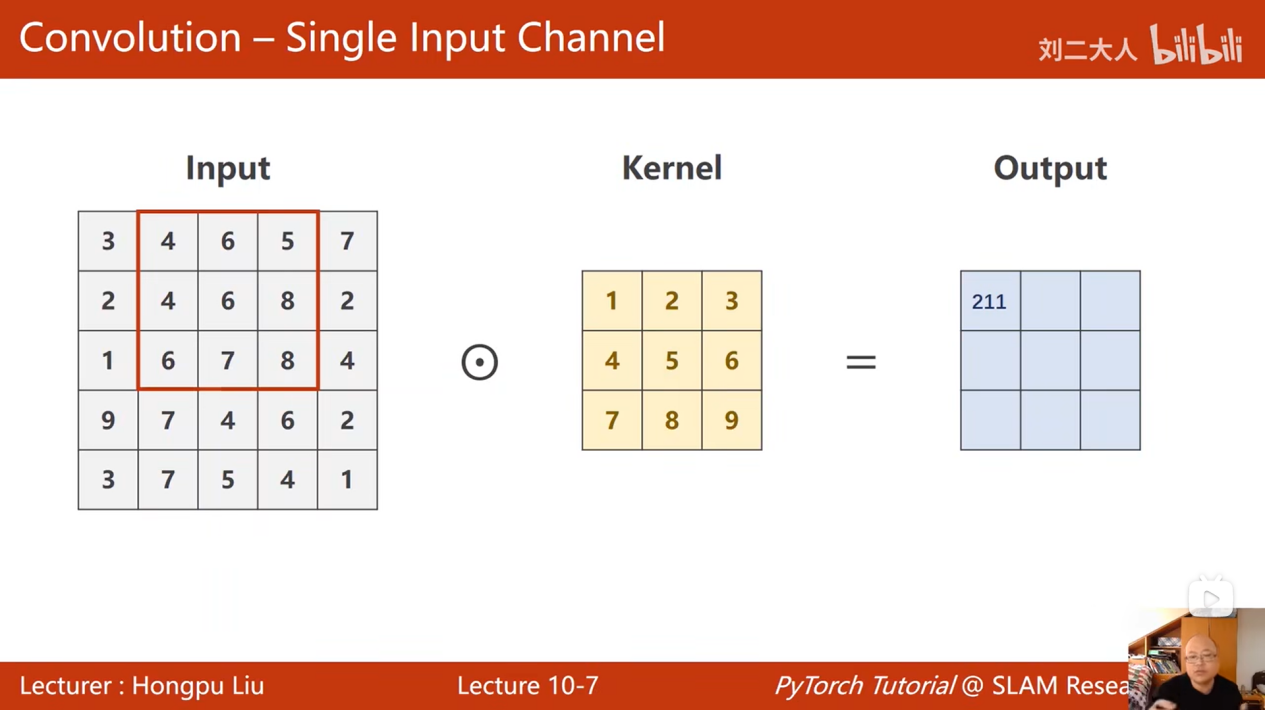 Convolution – Single Input Channel
刘二大人 bilibili
Input
Kernel
Output
3 4 6 5 7
2 4 6 8 2
1 6 7 8 4
9 7 4 6 2
3 7 5 4 1
⊙
1 2 3
4 5 6
7 8 9
=
211
Lecturer : Hongpu Liu
Lecture 10-7
PyTorch Tutorial @ SLAM Resea